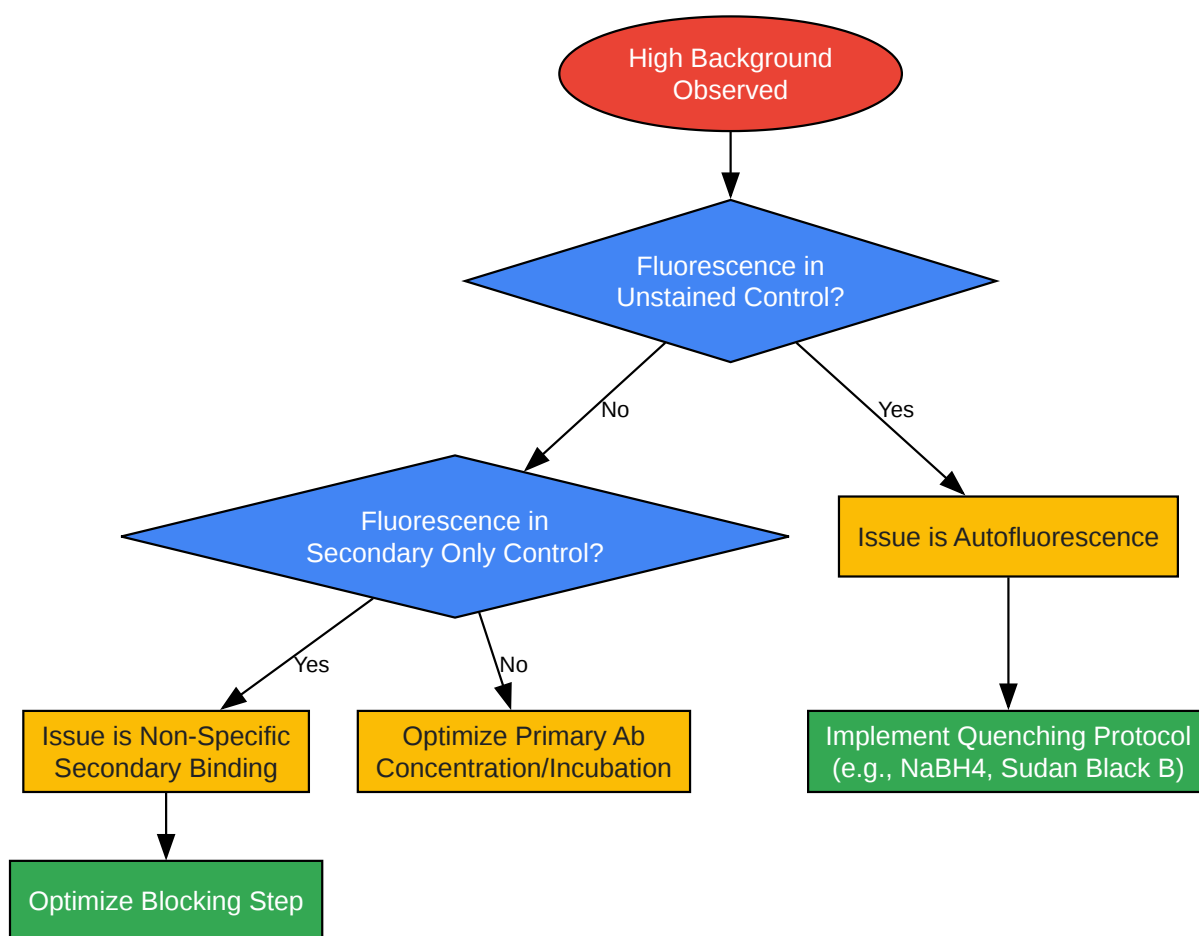 High Background
Observed
Fluorescence in
Unstained Control?
No
Yes
Fluorescence in
Secondary Only Control?
Issue is Autofluorescence
Yes
No
Issue is Non-Specific
Secondary Binding
Optimize Primary Ab
Concentration/Incubation
Implement Quenching Protocol
(e.g., NaBH4, Sudan Black B)
Optimize Blocking Step